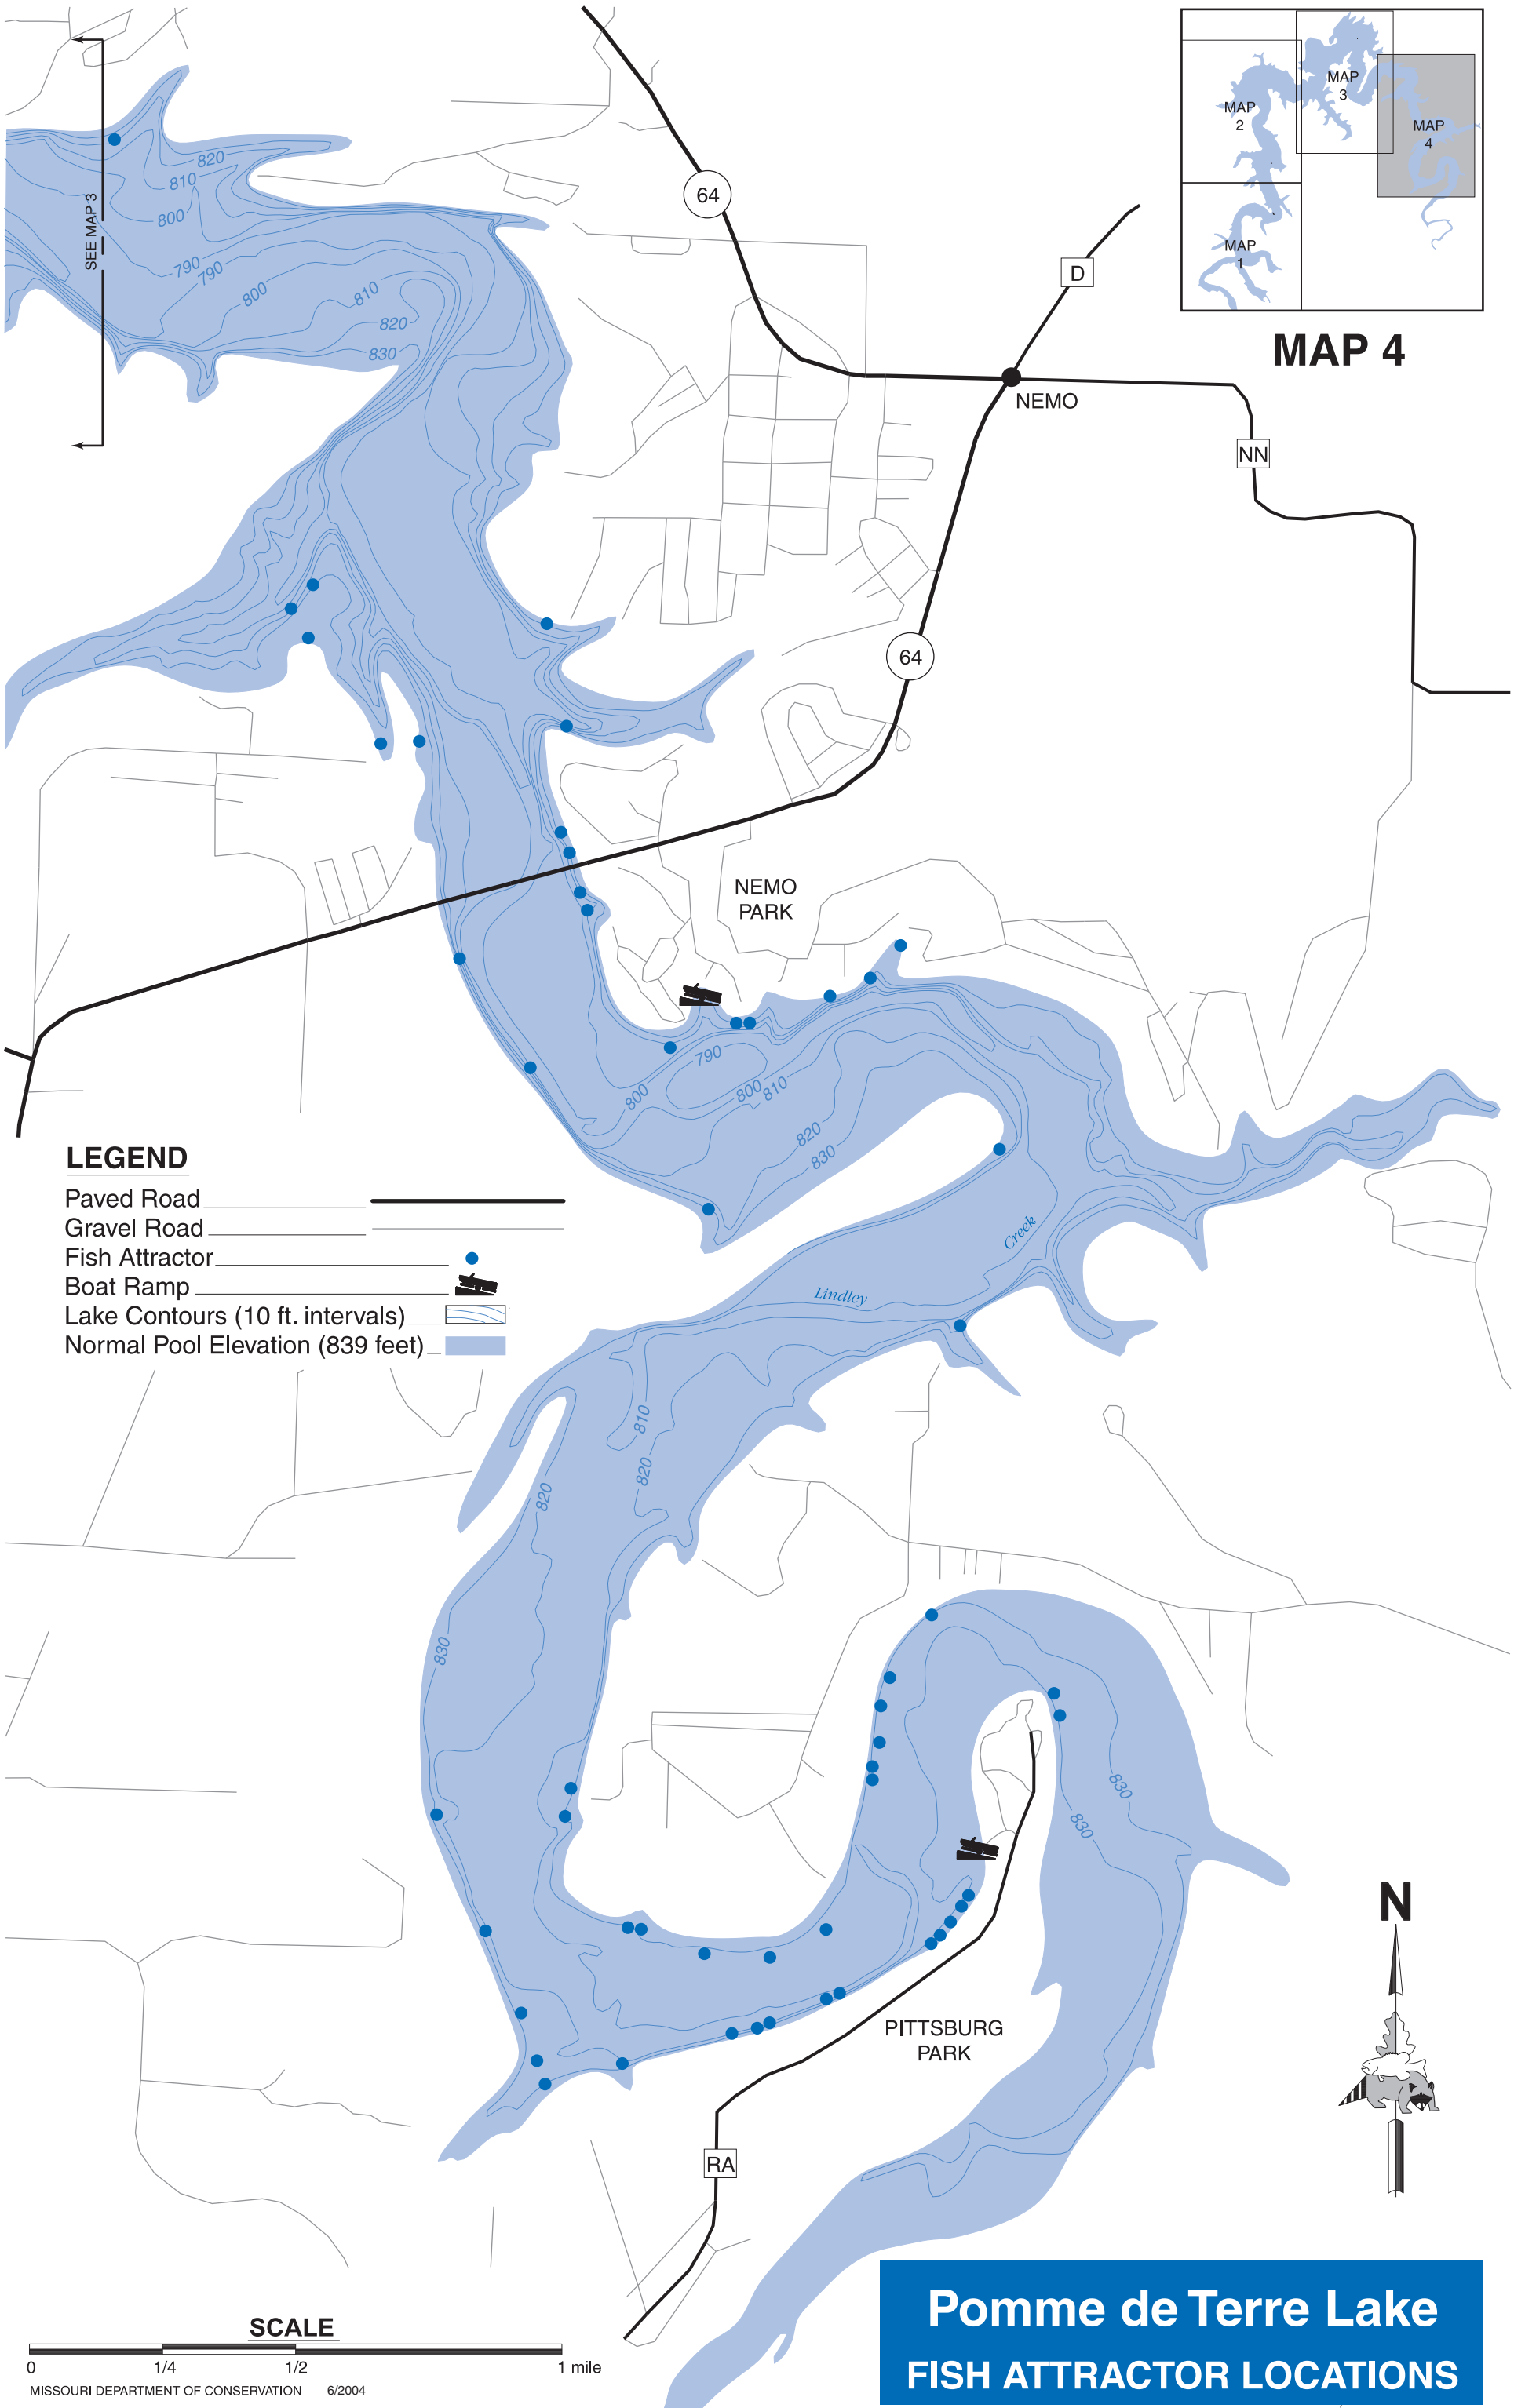 MAP
3
MAP
2
MAP
4
MAP
1
MAP 4
SEE MAP 3
820
810
800
790
790
800
810
820
830
64
D
NEMO
NN
64
NEMO
PARK
790
800
800
810
820
830
LEGEND
Paved Road
Gravel Road
Fish Attractor
Boat Ramp
Lake Contours (10 ft. intervals)
Normal Pool Elevation (839 feet)
Lindley
Creek
810
820
820
830
830
830
PITTSBURG
PARK
N
RA
SCALE
0 1/4 1/2 1 mile
MISSOURI DEPARTMENT OF CONSERVATION 6/2004
Pomme de Terre Lake
FISH ATTRACTOR LOCATIONS